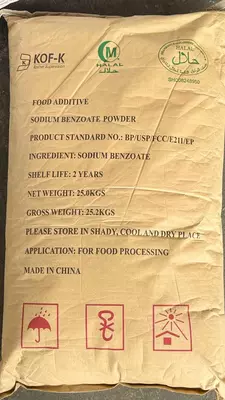 KOF-K
M
HALAL
حلال
HALAL
حلال
FOOD ADDITIVE
SODIUM BENZOATE POWDER
PRODUCT STANDARD NO.: BP/USP/FCC/E211/EP
INGREDIENT: SODIUM BENZOATE
SHELF LIFE: 2 YEARS
NET WEIGHT: 25.0KGS
GROSS WEIGHT: 25.2KGS
PLEASE STORE IN SHADY, COOL AND DRY PLACE
APPLICATION: FOR FOOD PROCESSING
MADE IN CHINA